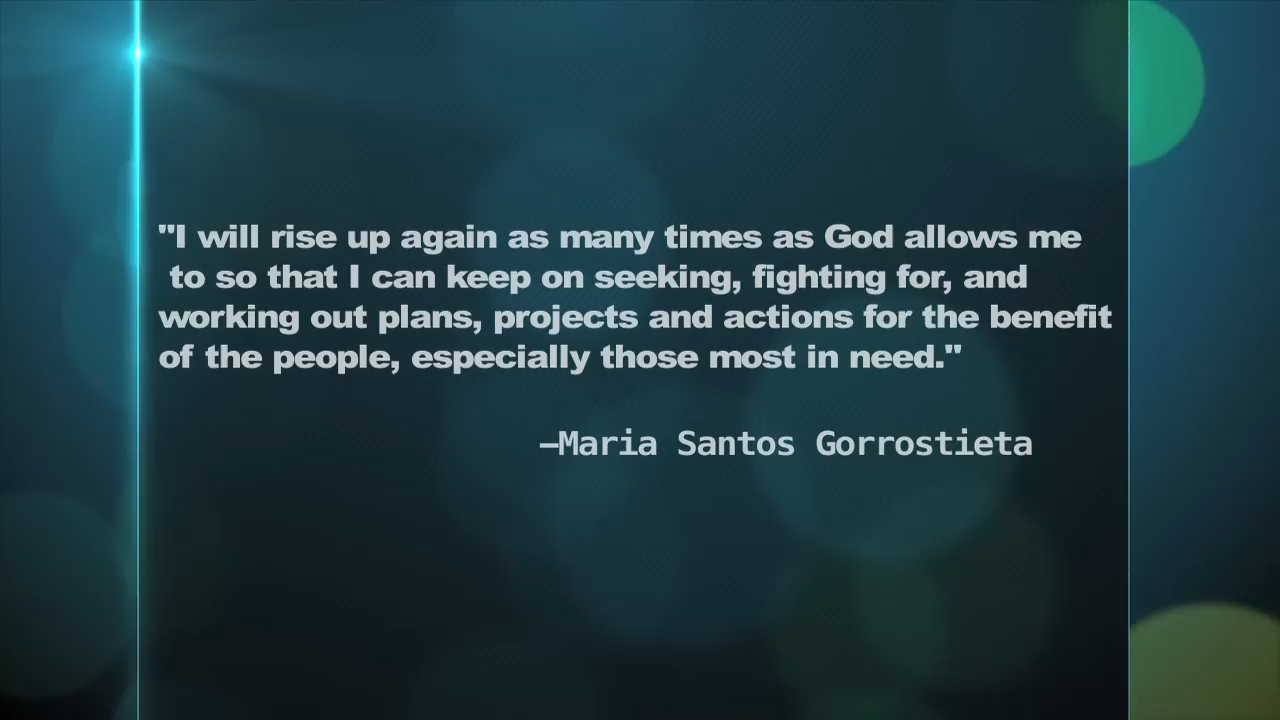 "I will rise up again as many times as God allows me
to so that I can keep on seeking, fighting for, and
working out plans, projects and actions for the benefit
of the people, especially those most in need."
—Maria Santos Gorrostieta